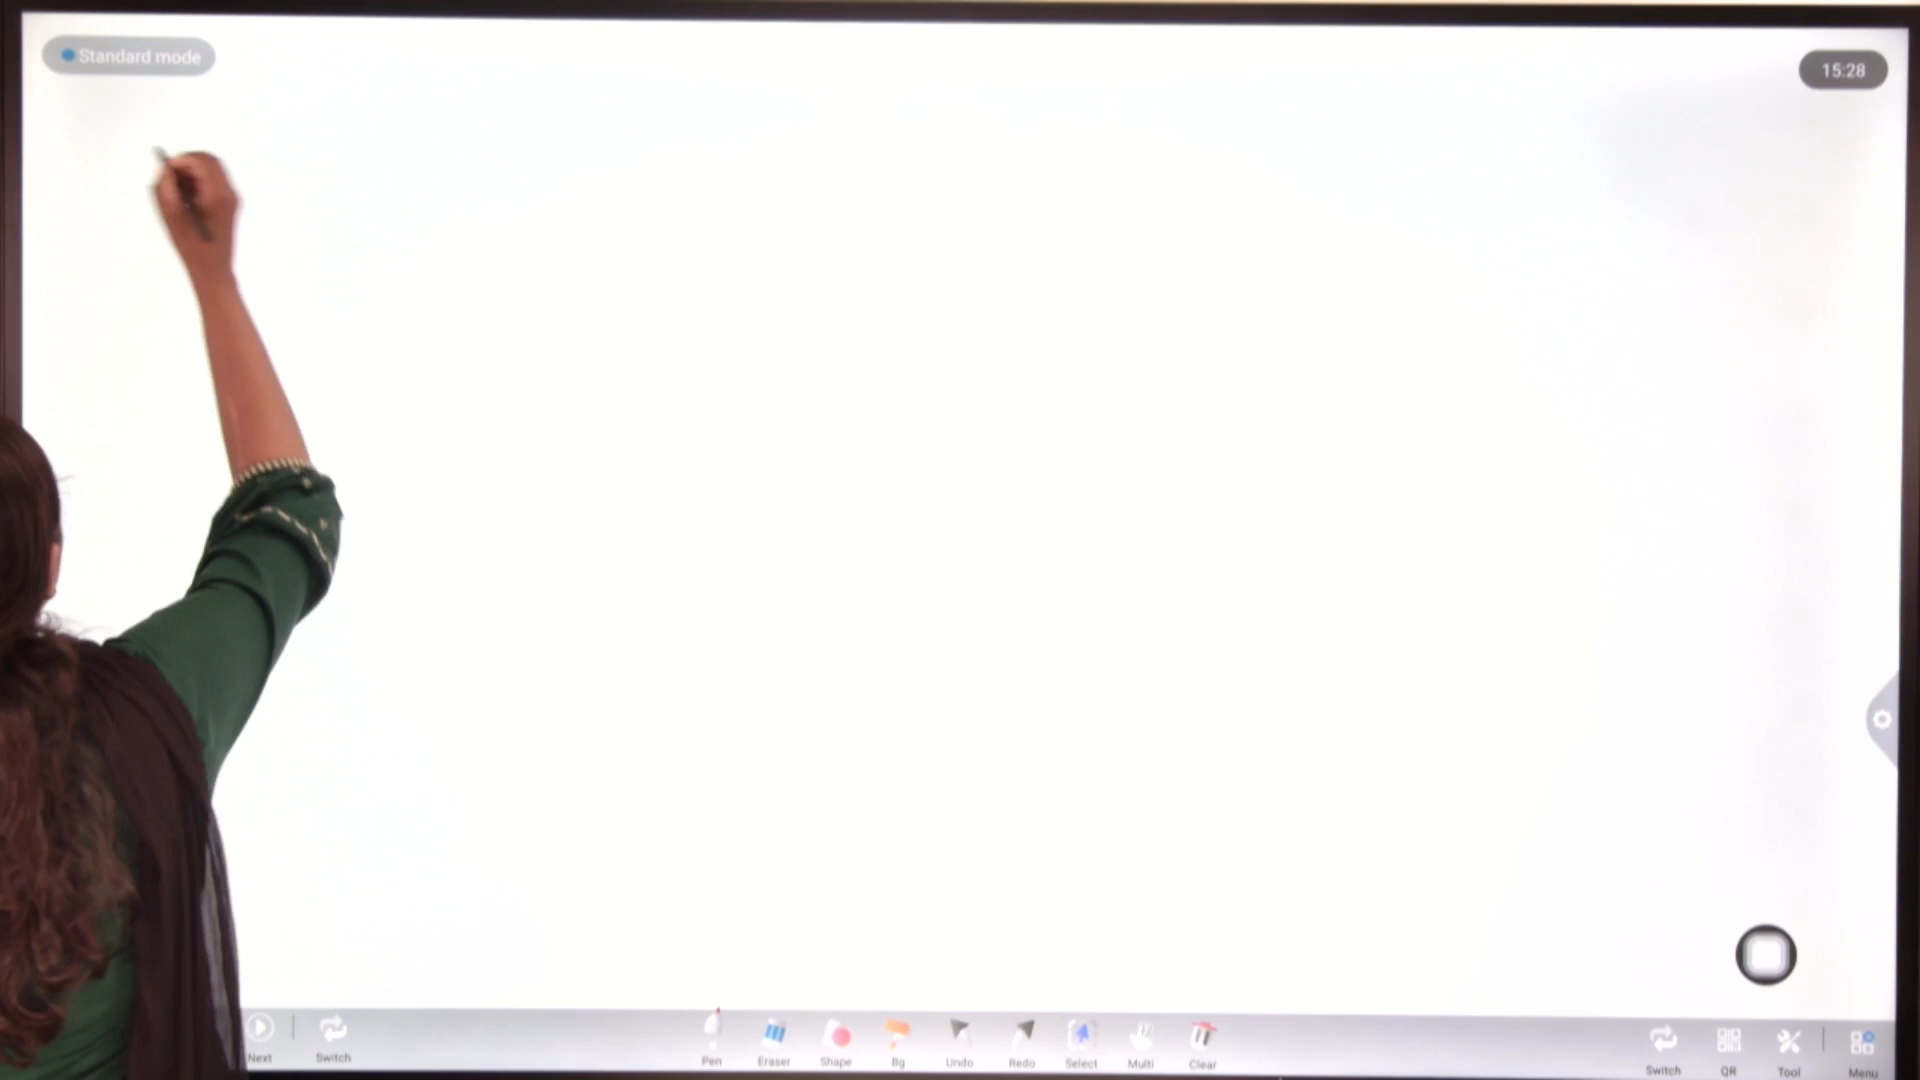 Standard mode
15:28
Next
Switch
Pen
Eraser
Shape
Bg
Undo
Redo
Select
Multi
Clear
Switch
QR
Tool
Menu